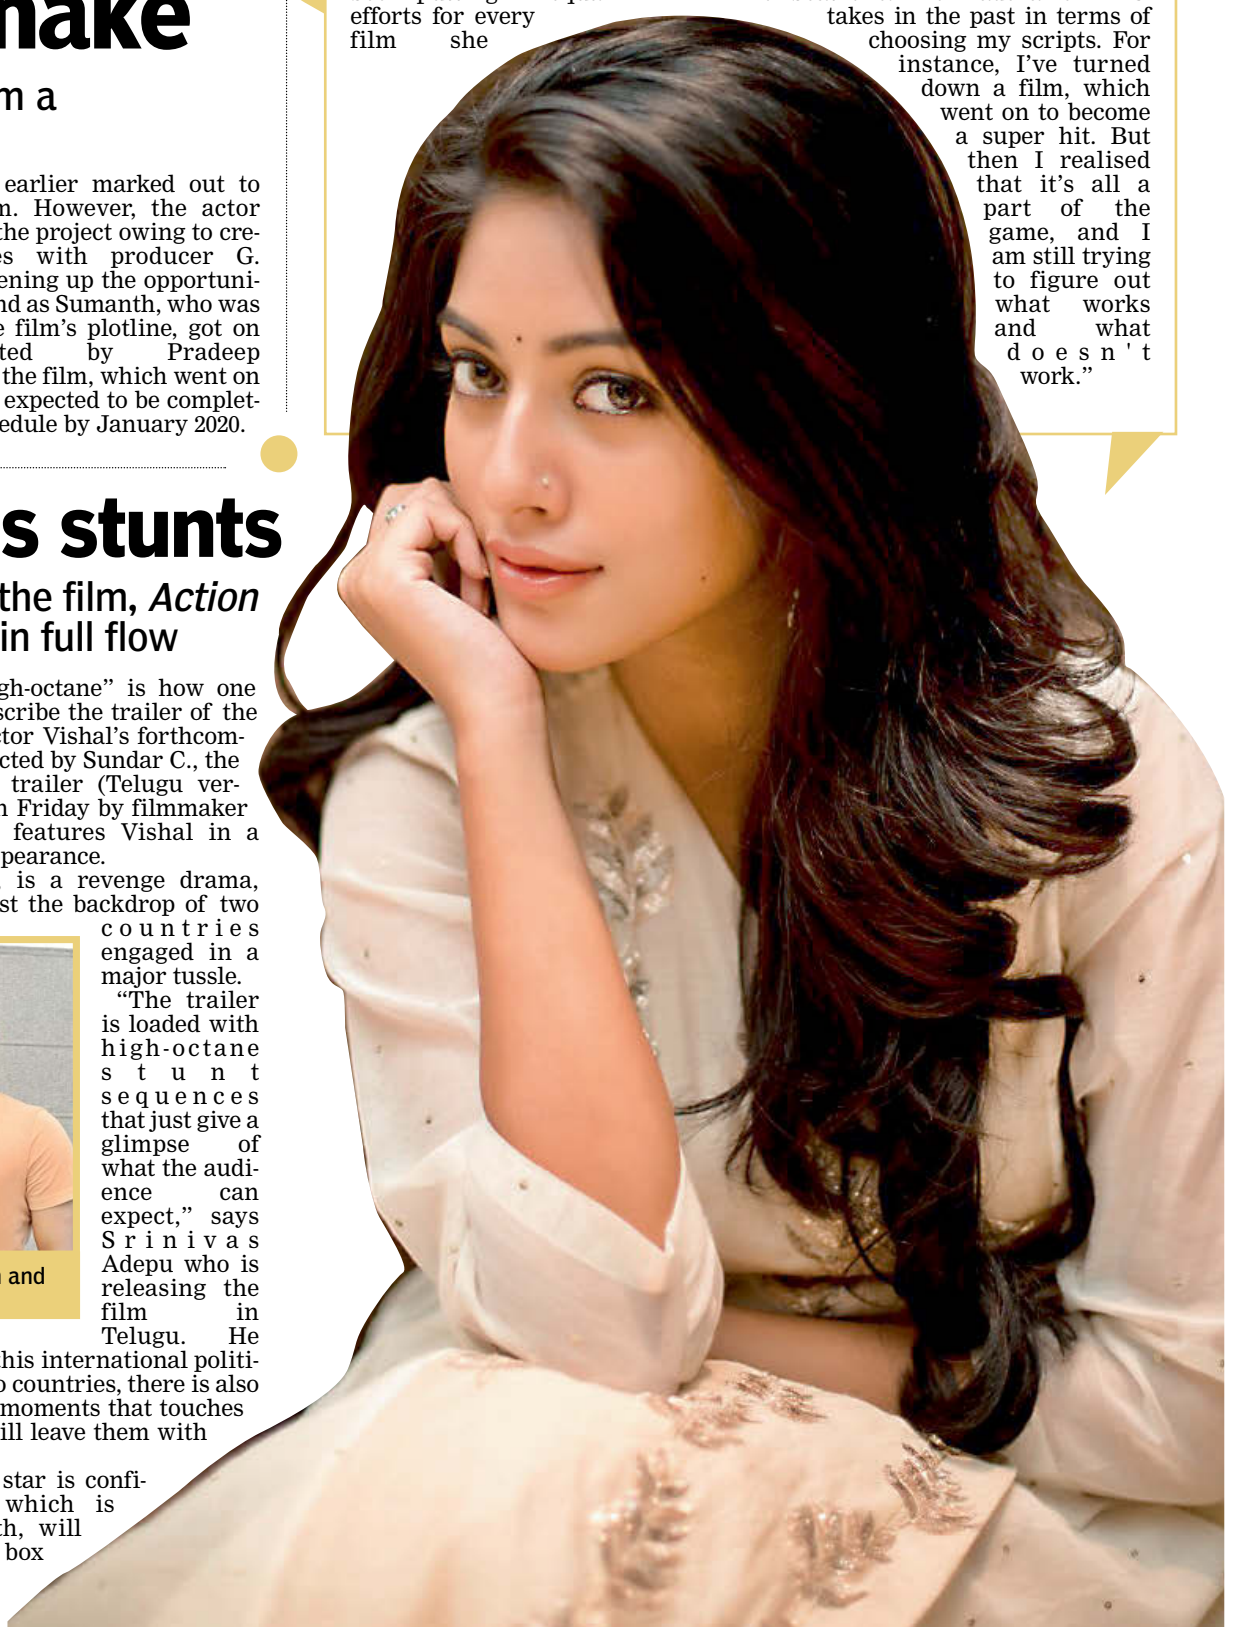 make
m a
earlier marked out to
m. However, the actor
the project owing to cre-
es with producer G.
ening up the opportuni-
nd as Sumanth, who was
e film's plotline, got on
ted by Pradeep
the film, which went on
expected to be complet-
edule by January 2020.
s stunts
the film, Action
in full flow
gh-octane” is how one
scribe the trailer of the
ctor Vishal's forthcom-
cted by Sundar C., the
trailer (Telugu ver-
n Friday by filmmaker
features Vishal in a
pearance.
is a revenge drama,
st the backdrop of two
countries
engaged in a
major tussle.
“The trailer
is loaded with
high-octane
stunt
sequences
that just give a
glimpse of
what the audi-
ence can
expect,” says
Srinivas
Adepu who is
releasing the
film in
Telugu. He
this international politi-
o countries, there is also
moments that touches
ill leave them with
star is confi-
which is
th, will
box
and
efforts for every
film she
takes in the past in terms of
choosing my scripts. For
instance, I've turned
down a film, which
went on to become
a super hit. But
then I realised
that it's all a
part of the
game, and I
am still trying
to figure out
what works
and what
doesn't
work.”